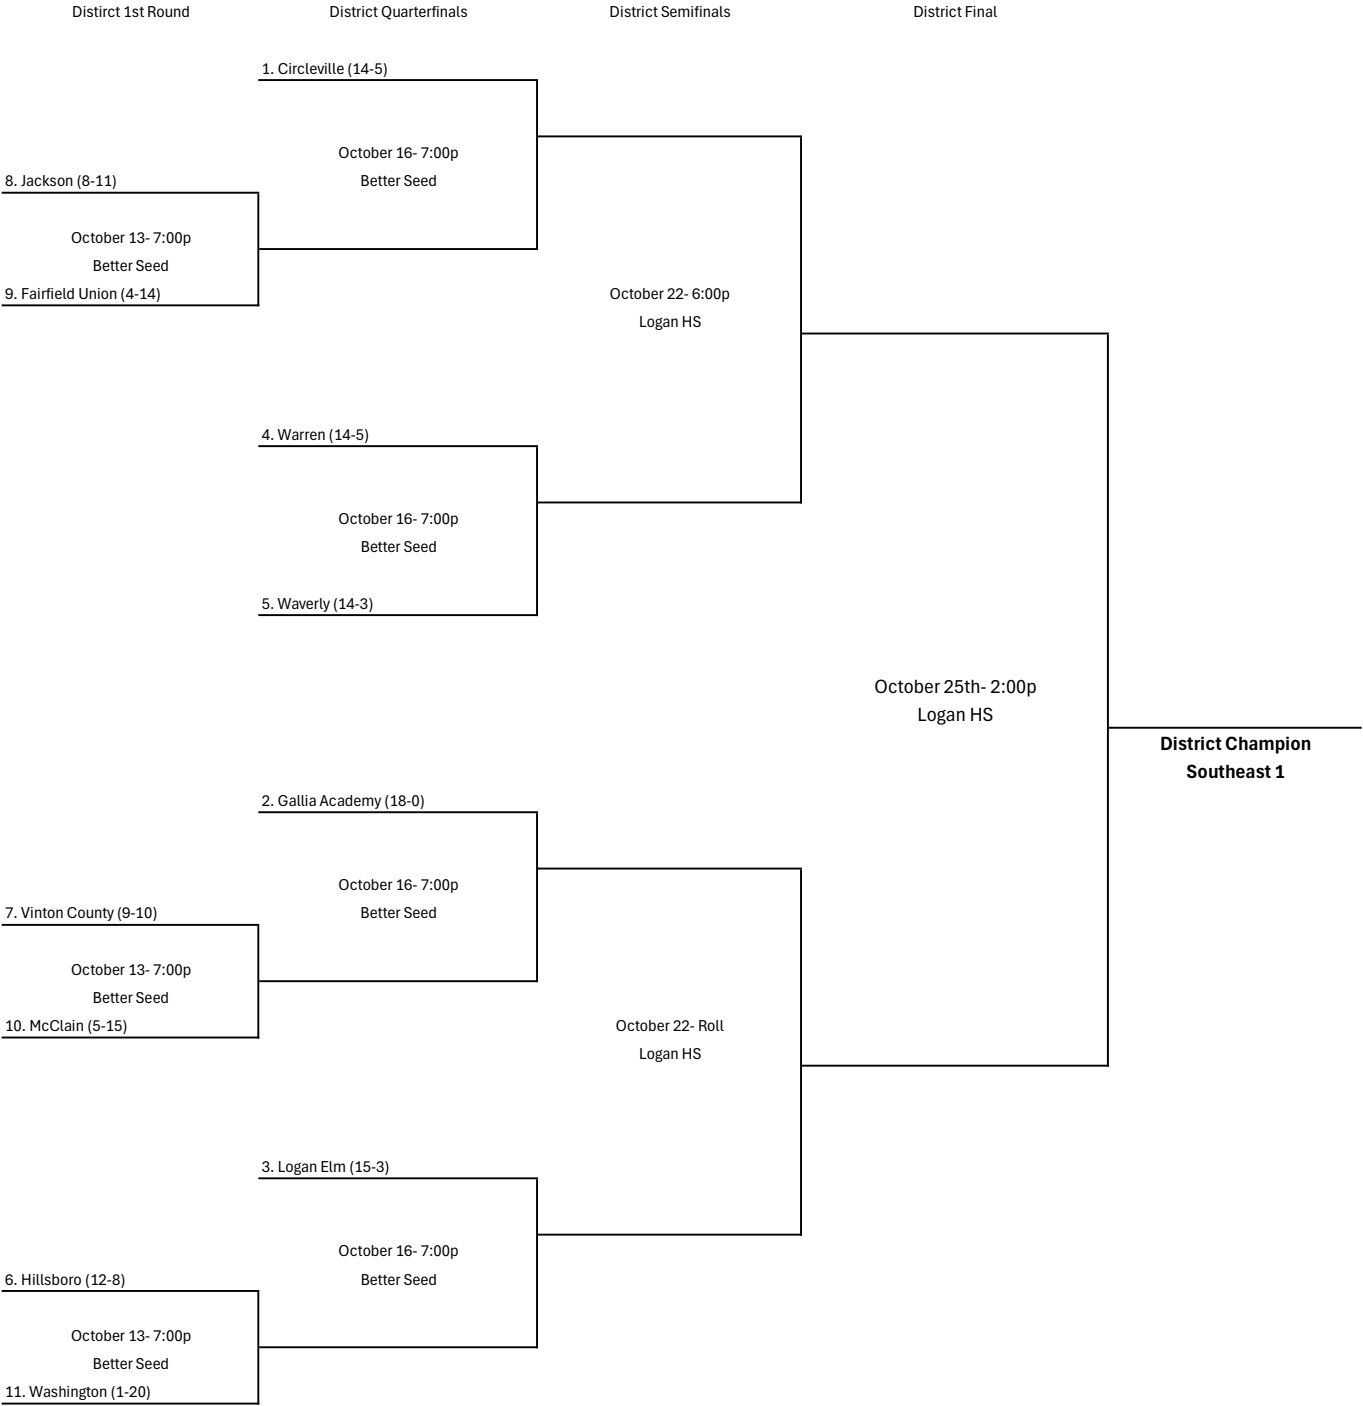 Distirct 1st Round
District Quarterfinals
District Semifinals
District Final
1. Circleville (14-5)
October 16- 7:00p
Better Seed
8. Jackson (8-11)
October 13- 7:00p
Better Seed
9. Fairfield Union (4-14)
October 22- 6:00p
Logan HS
4. Warren (14-5)
October 16- 7:00p
Better Seed
5. Waverly (14-3)
October 25th- 2:00p
Logan HS
District Champion
Southeast 1
2. Gallia Academy (18-0)
October 16- 7:00p
Better Seed
7. Vinton County (9-10)
October 13- 7:00p
Better Seed
10. McClain (5-15)
October 22- Roll
Logan HS
3. Logan Elm (15-3)
October 16- 7:00p
Better Seed
6. Hillsboro (12-8)
October 13- 7:00p
Better Seed
11. Washington (1-20)